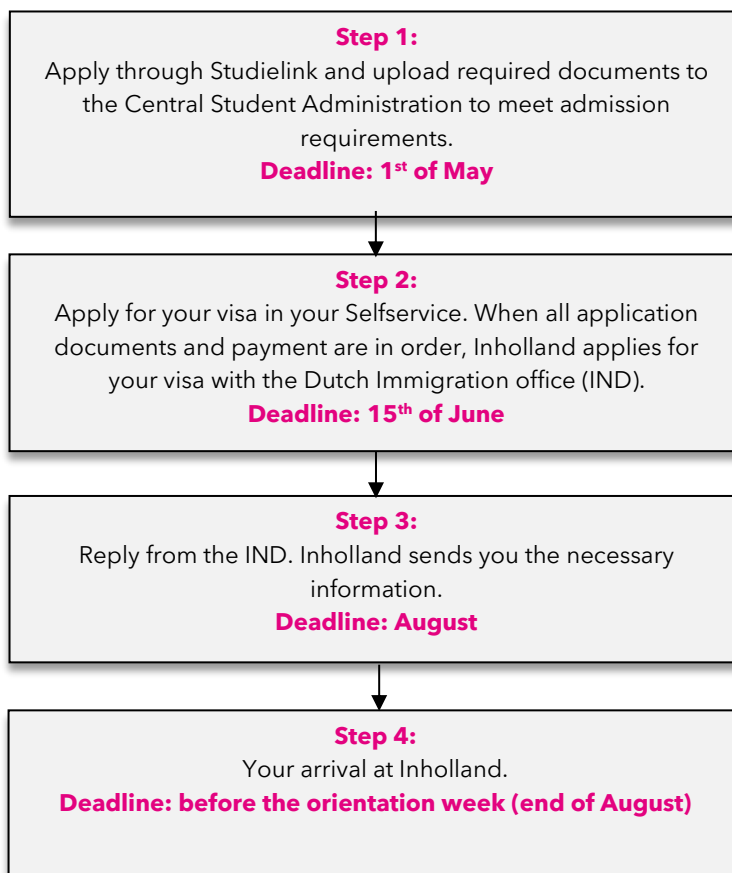 Step 1:
Apply through Studielink and upload required documents to
the Central Student Administration to meet admission
requirements.
Deadline: 1st of May
Step 2:
Apply for your visa in your Selfservice. When all application
documents and payment are in order, Inholland applies for
your visa with the Dutch Immigration office (IND).
Deadline: 15th of June
Step 3:
Reply from the IND. Inholland sends you the necessary
information.
Deadline: August
Step 4:
Your arrival at Inholland.
Deadline: before the orientation week (end of August)